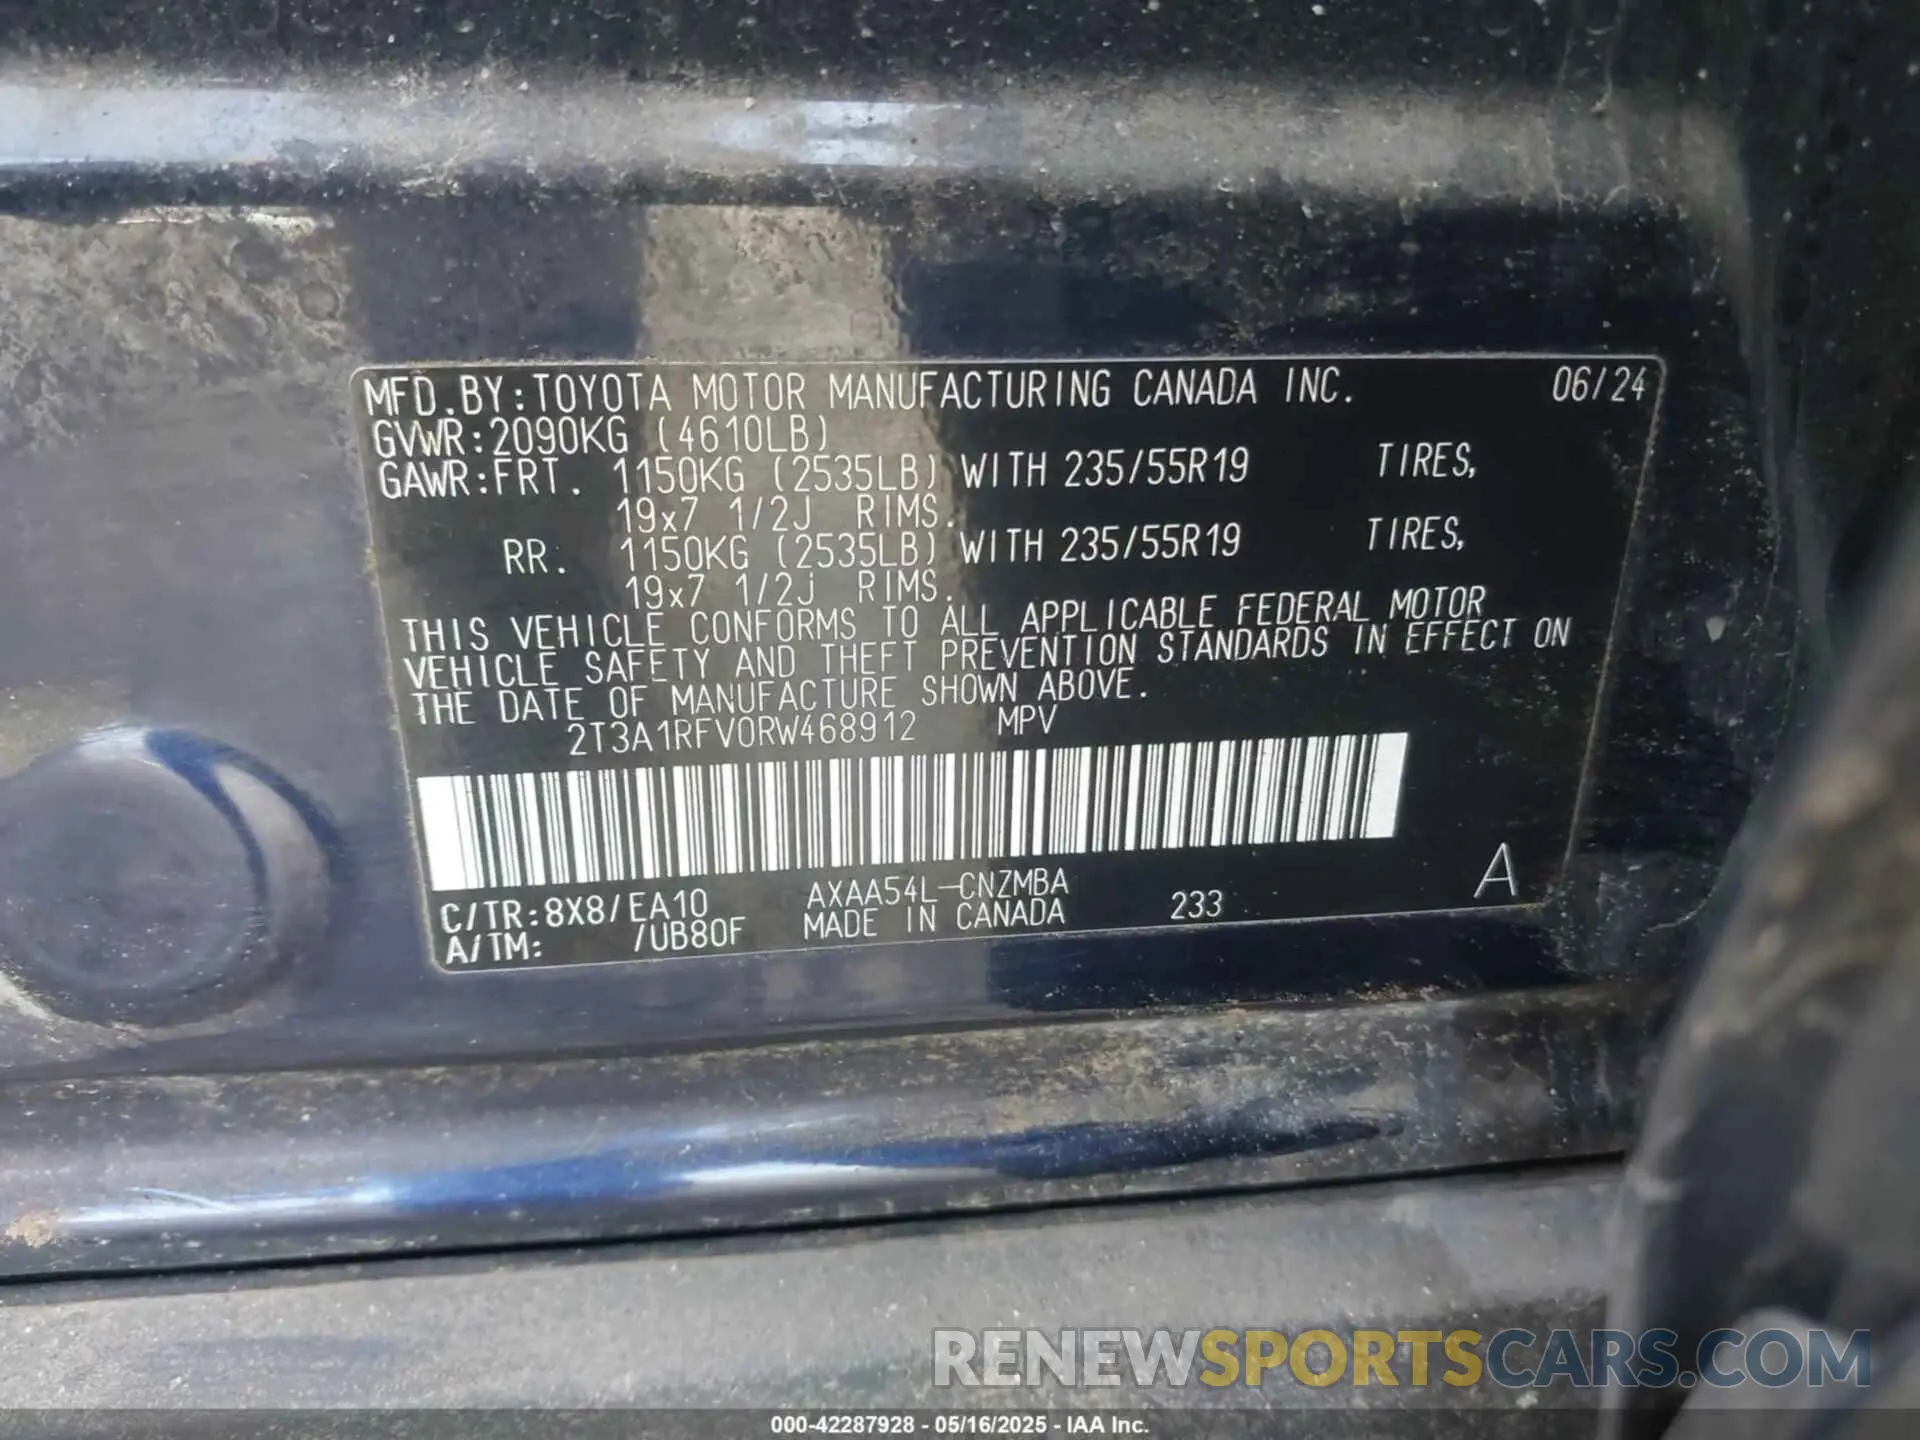 MFD.BY:TOYOTA MOTOR MANUFACTURING CANADA INC. 06/24
GVWR:2090KG (4610LB)
GAWR:FRT. 1150KG (2535LB) WITH 235/55R19 TIRES,
19x7 1/2J RIMS.
RR. 1150KG (2535LB) WITH 235/55R19 TIRES,
19x7 1/2J RIMS.
THIS VEHICLE CONFORMS TO ALL APPLICABLE FEDERAL MOTOR
VEHICLE SAFETY AND THEFT PREVENTION STANDARDS IN EFFECT ON
THE DATE OF MANUFACTURE SHOWN ABOVE.
2T3A1RFV0RW468912 MPV
C/TR:8X8/EA10 AXAA54L-CNZMBA 233 A
A/TM: /UB80F MADE IN CANADA
RENEWSPORTSCARS.COM
000-42287928 - 05/16/2025 - IAA Inc.